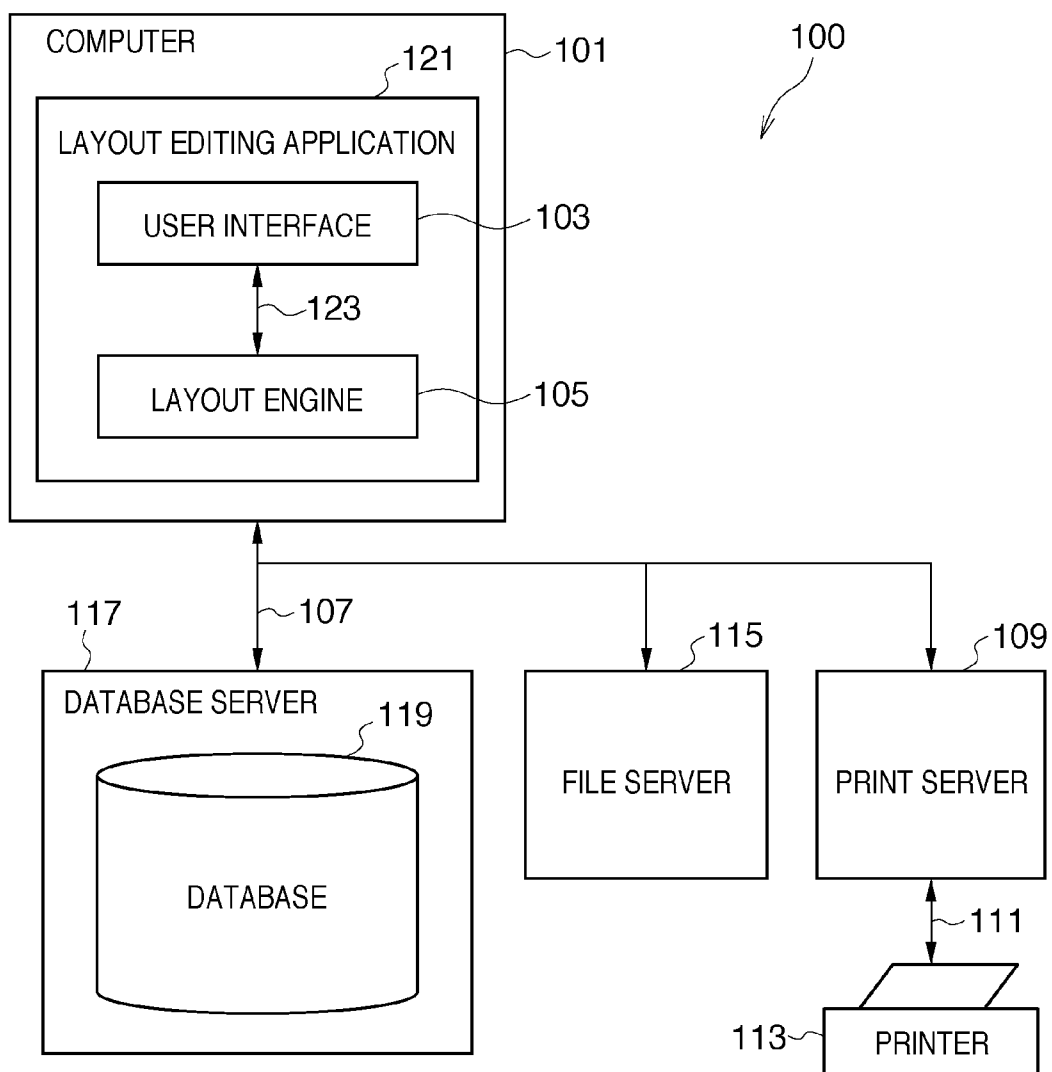 COMPUTER
101
100
121
LAYOUT EDITING APPLICATION
USER INTERFACE
103
123
LAYOUT ENGINE
105
107
117
115
109
DATABASE SERVER
119
FILE SERVER
PRINT SERVER
DATABASE
111
113
PRINTER